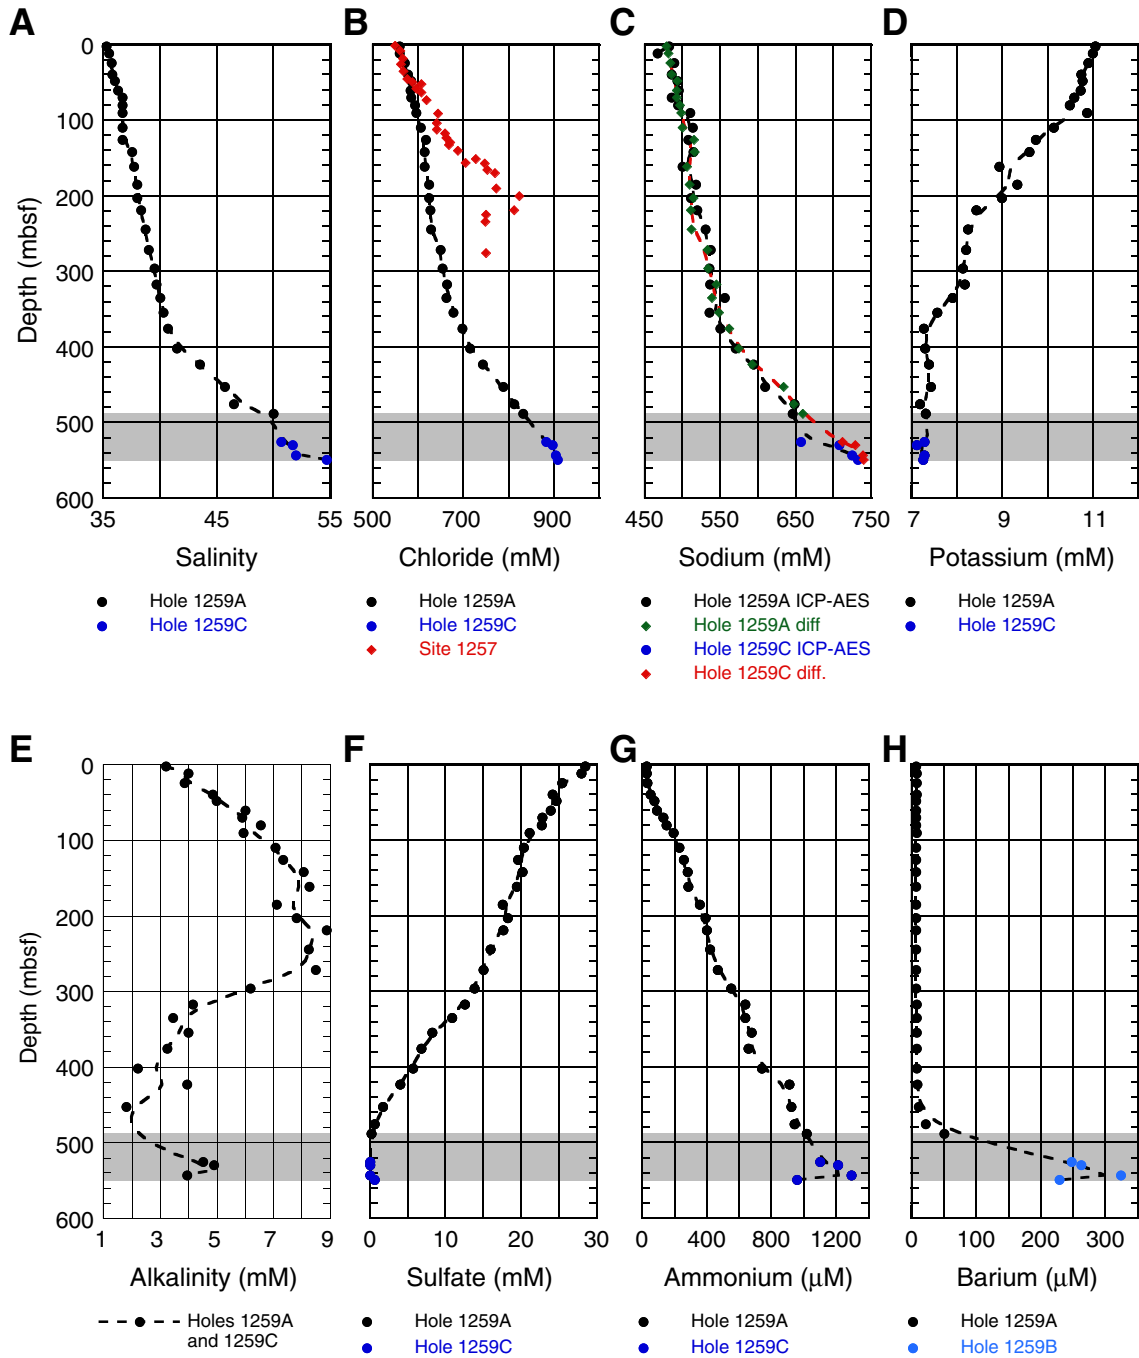 A
B
C
D
0
100
200
300
400
500
600
Depth (mbsf)
35
45
55
500
700
900
450
550
650
750
7
9
11
Salinity
Chloride (mM)
Sodium (mM)
Potassium (mM)
Hole 1259A
Hole 1259C
Hole 1259A
Hole 1259C
Site 1257
Hole 1259A ICP-AES
Hole 1259A diff
Hole 1259C ICP-AES
Hole 1259C diff.
Hole 1259A
Hole 1259C
E
F
G
H
0
100
200
300
400
500
600
Depth (mbsf)
1
3
5
7
9
0
10
20
30
0
400
800
1200
0
100
200
300
Alkalinity (mM)
Sulfate (mM)
Ammonium (µM)
Barium (µM)
Holes 1259A
and 1259C
Hole 1259A
Hole 1259C
Hole 1259A
Hole 1259C
Hole 1259A
Hole 1259B